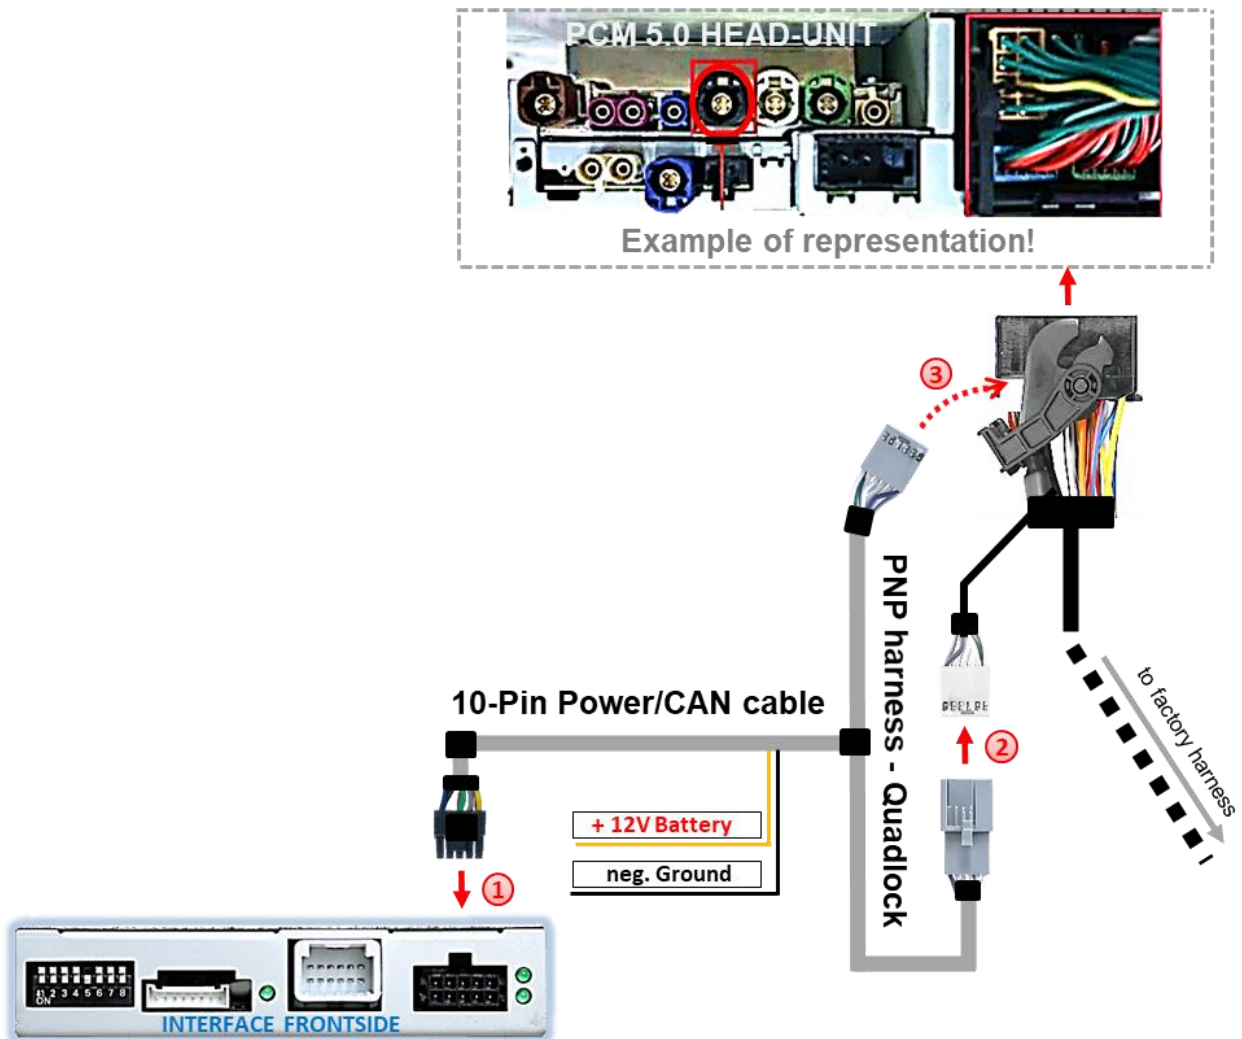 PCM 5.0 HEAD-UNIT
Example of representation!
3
PNP harness - Quadlock
to factory harness
10-Pin Power/CAN cable
2
+ 12V Battery
neg. Ground
1
ON
1 2 3 4 5 6 7 8
INTERFACE FRONTSIDE